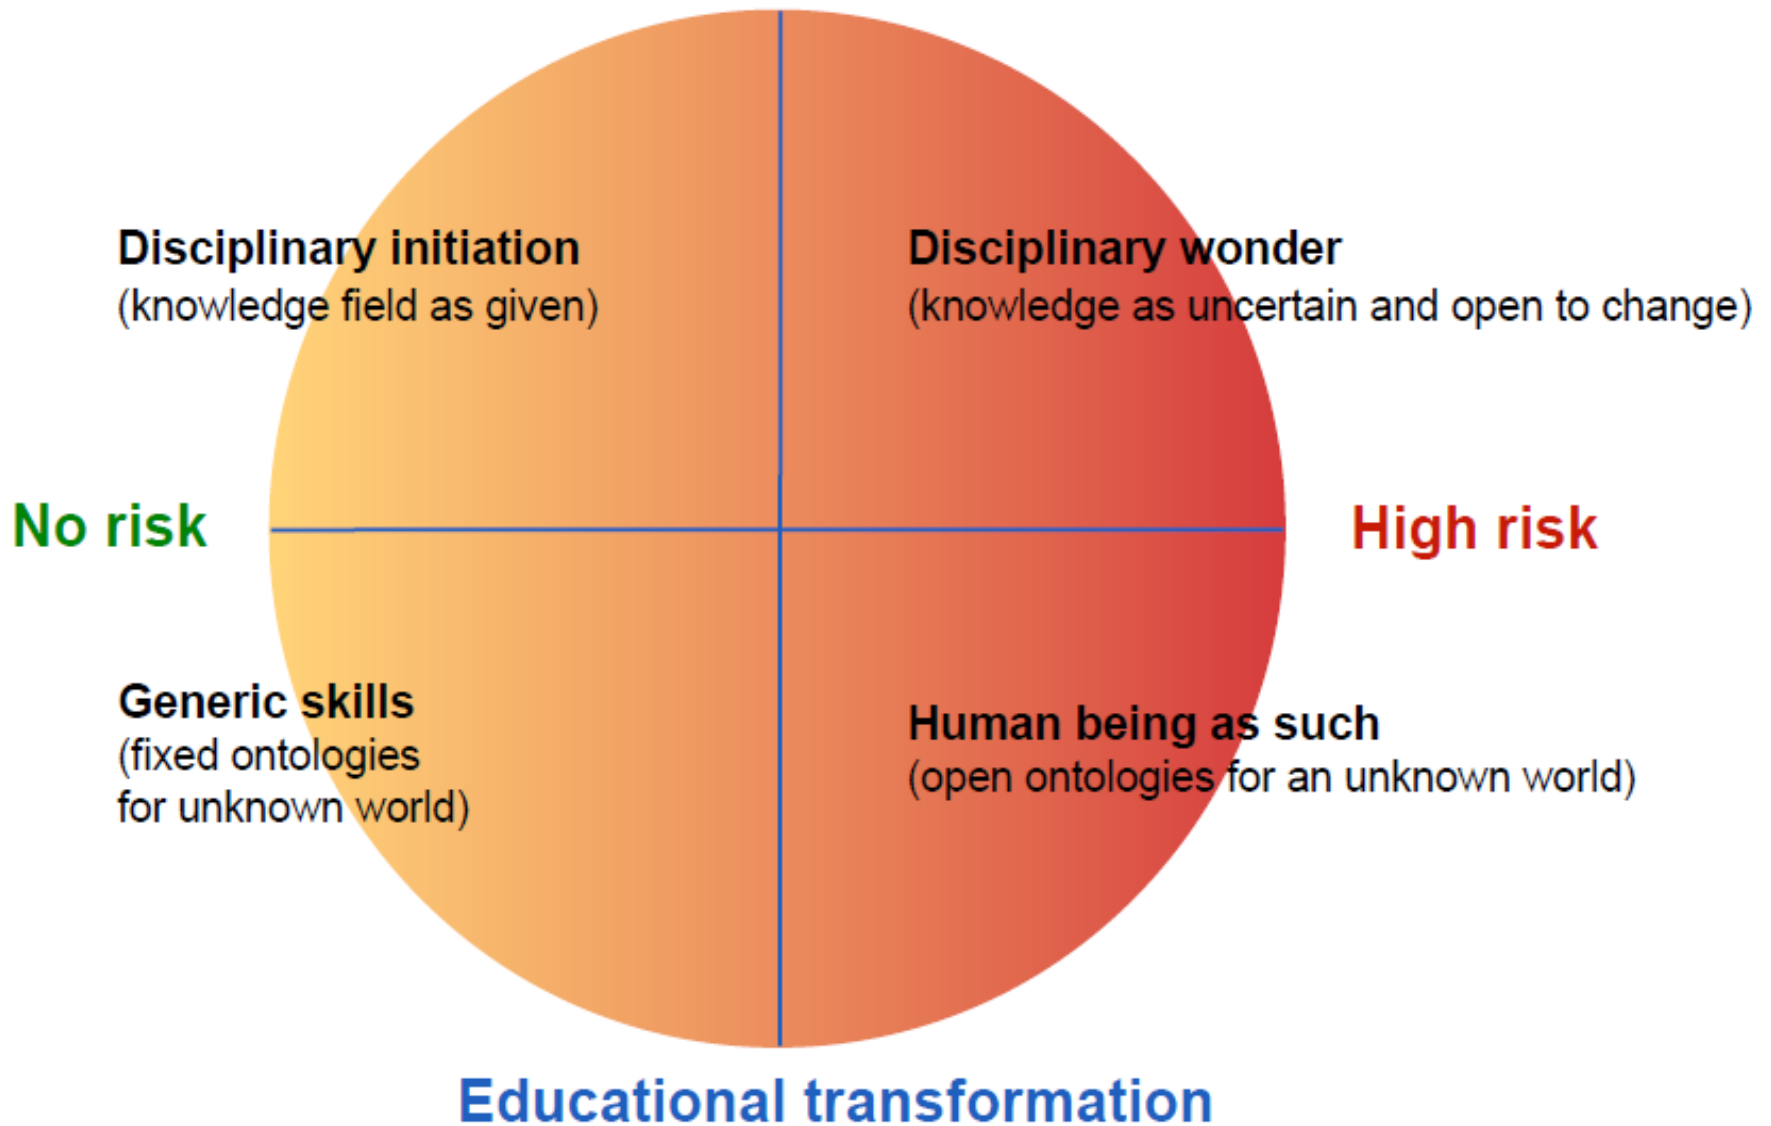 Disciplinary initiation
(knowledge field as given)
Disciplinary wonder
(knowledge as uncertain and open to change)
No risk
High risk
Generic skills
(fixed ontologies
for unknown world)
Human being as such
(open ontologies for an unknown world)
Educational transformation